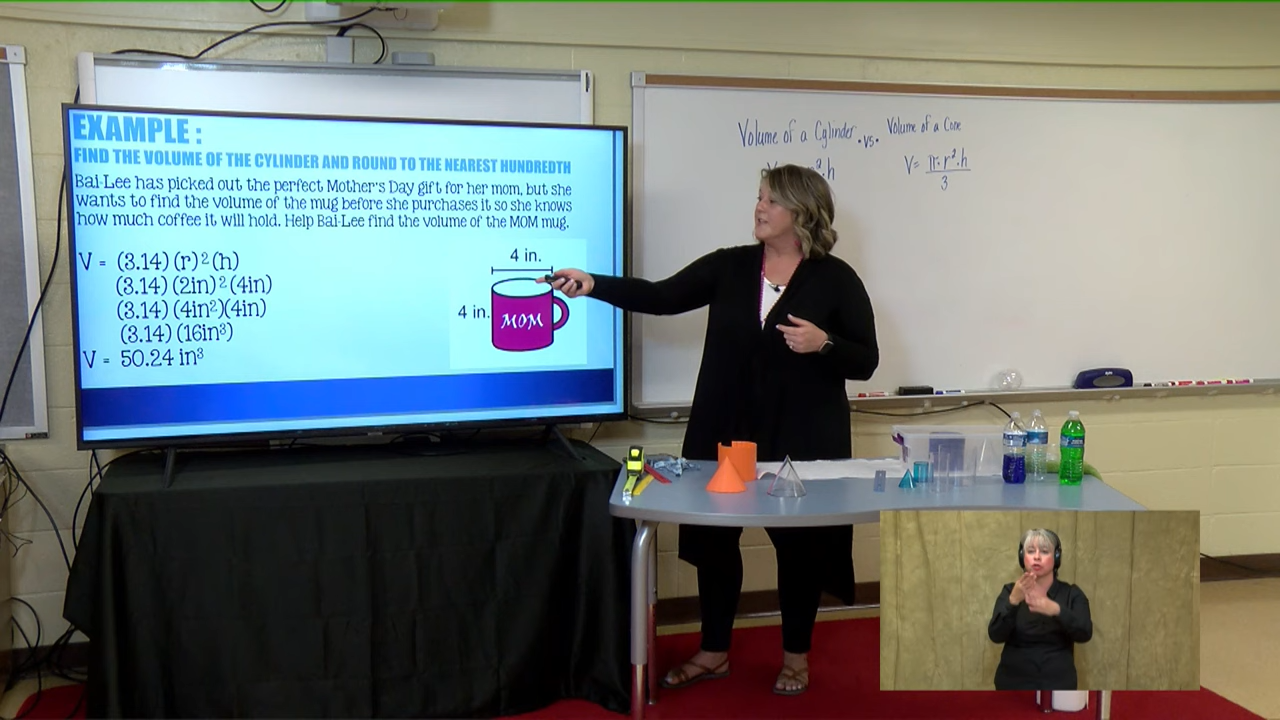 EXAMPLE :
FIND THE VOLUME OF THE CYLINDER AND ROUND TO THE NEAREST HUNDREDTH
Bai-Lee has picked out the perfect Mother's Day gift for her mom, but she
wants to find the volume of the mug before she purchases it so she knows
how much coffee it will hold. Help Bai-Lee find the volume of the MOM mug.
V = (3.14) (r)² (h)
(3.14) (2in)² (4in)
(3.14) (4in²)(4in)
(3.14) (16in³)
V = 50.24 in³
4 in.
4 in.
MOM
Volume of a Cylinder .vs. Volume of a Cone
r²·h
V= π·r²·h
3